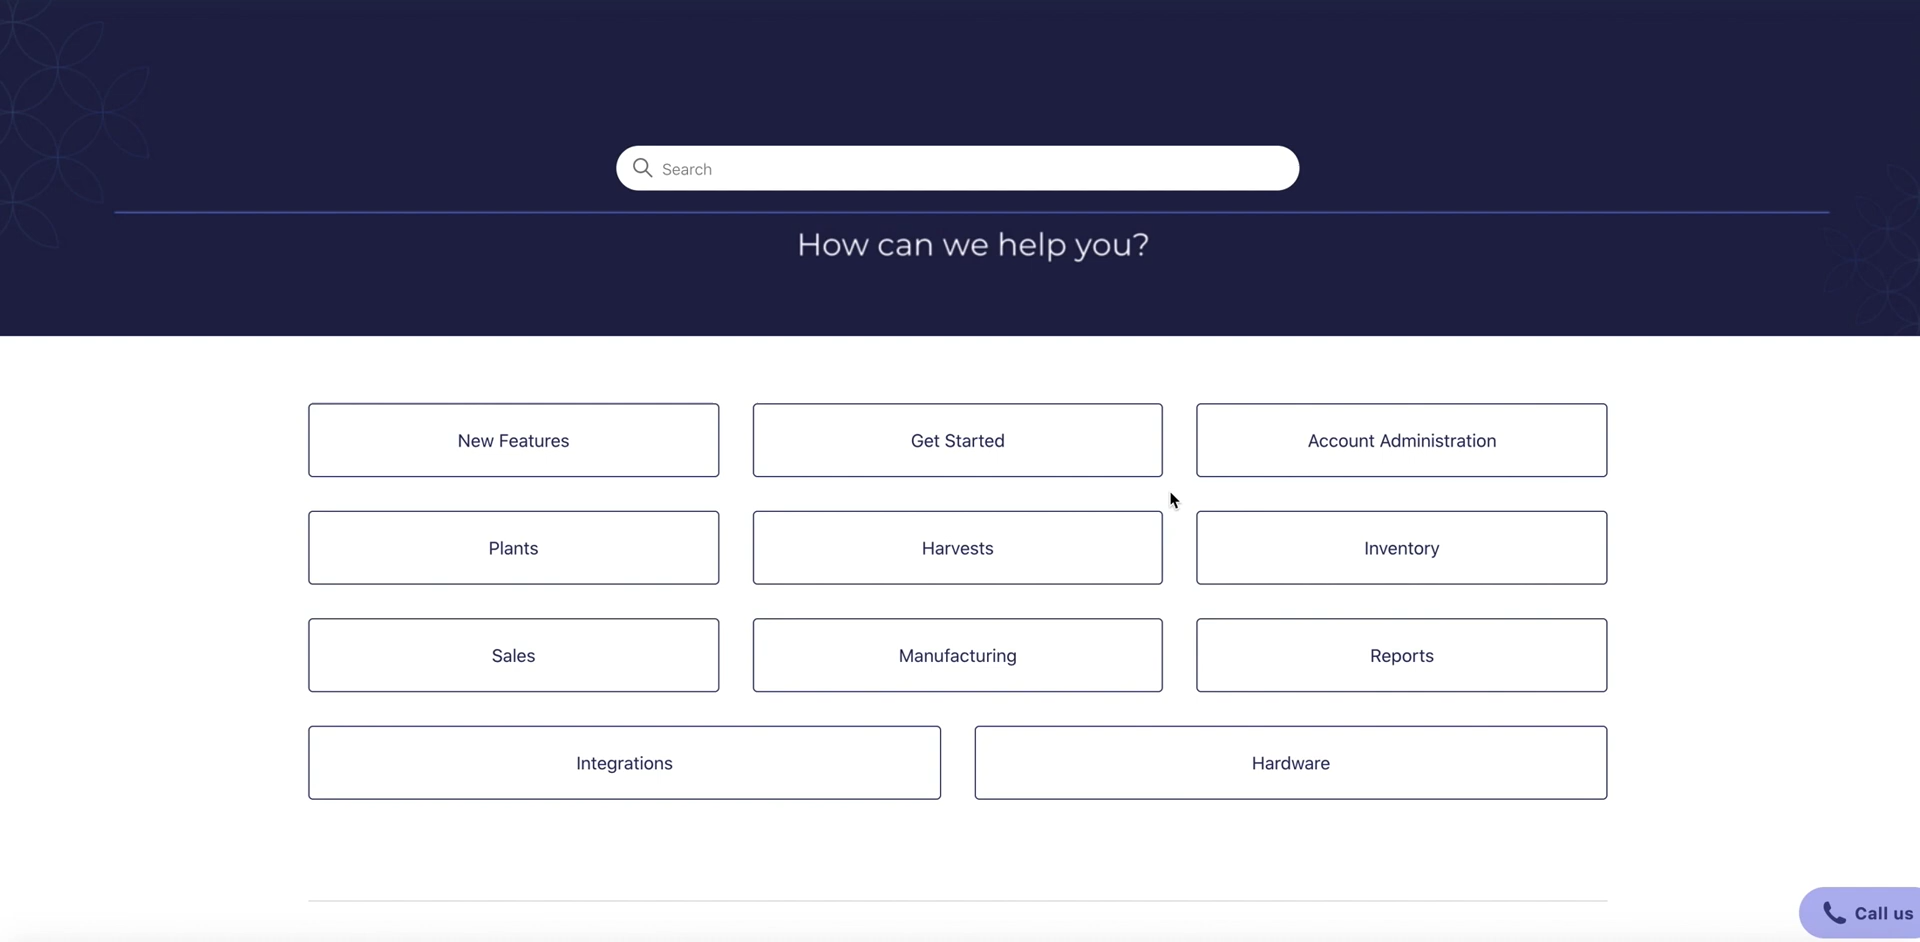 Search
How can we help you?
New Features
Get Started
Account Administration
Plants
Harvests
Inventory
Sales
Manufacturing
Reports
Integrations
Hardware
Call us